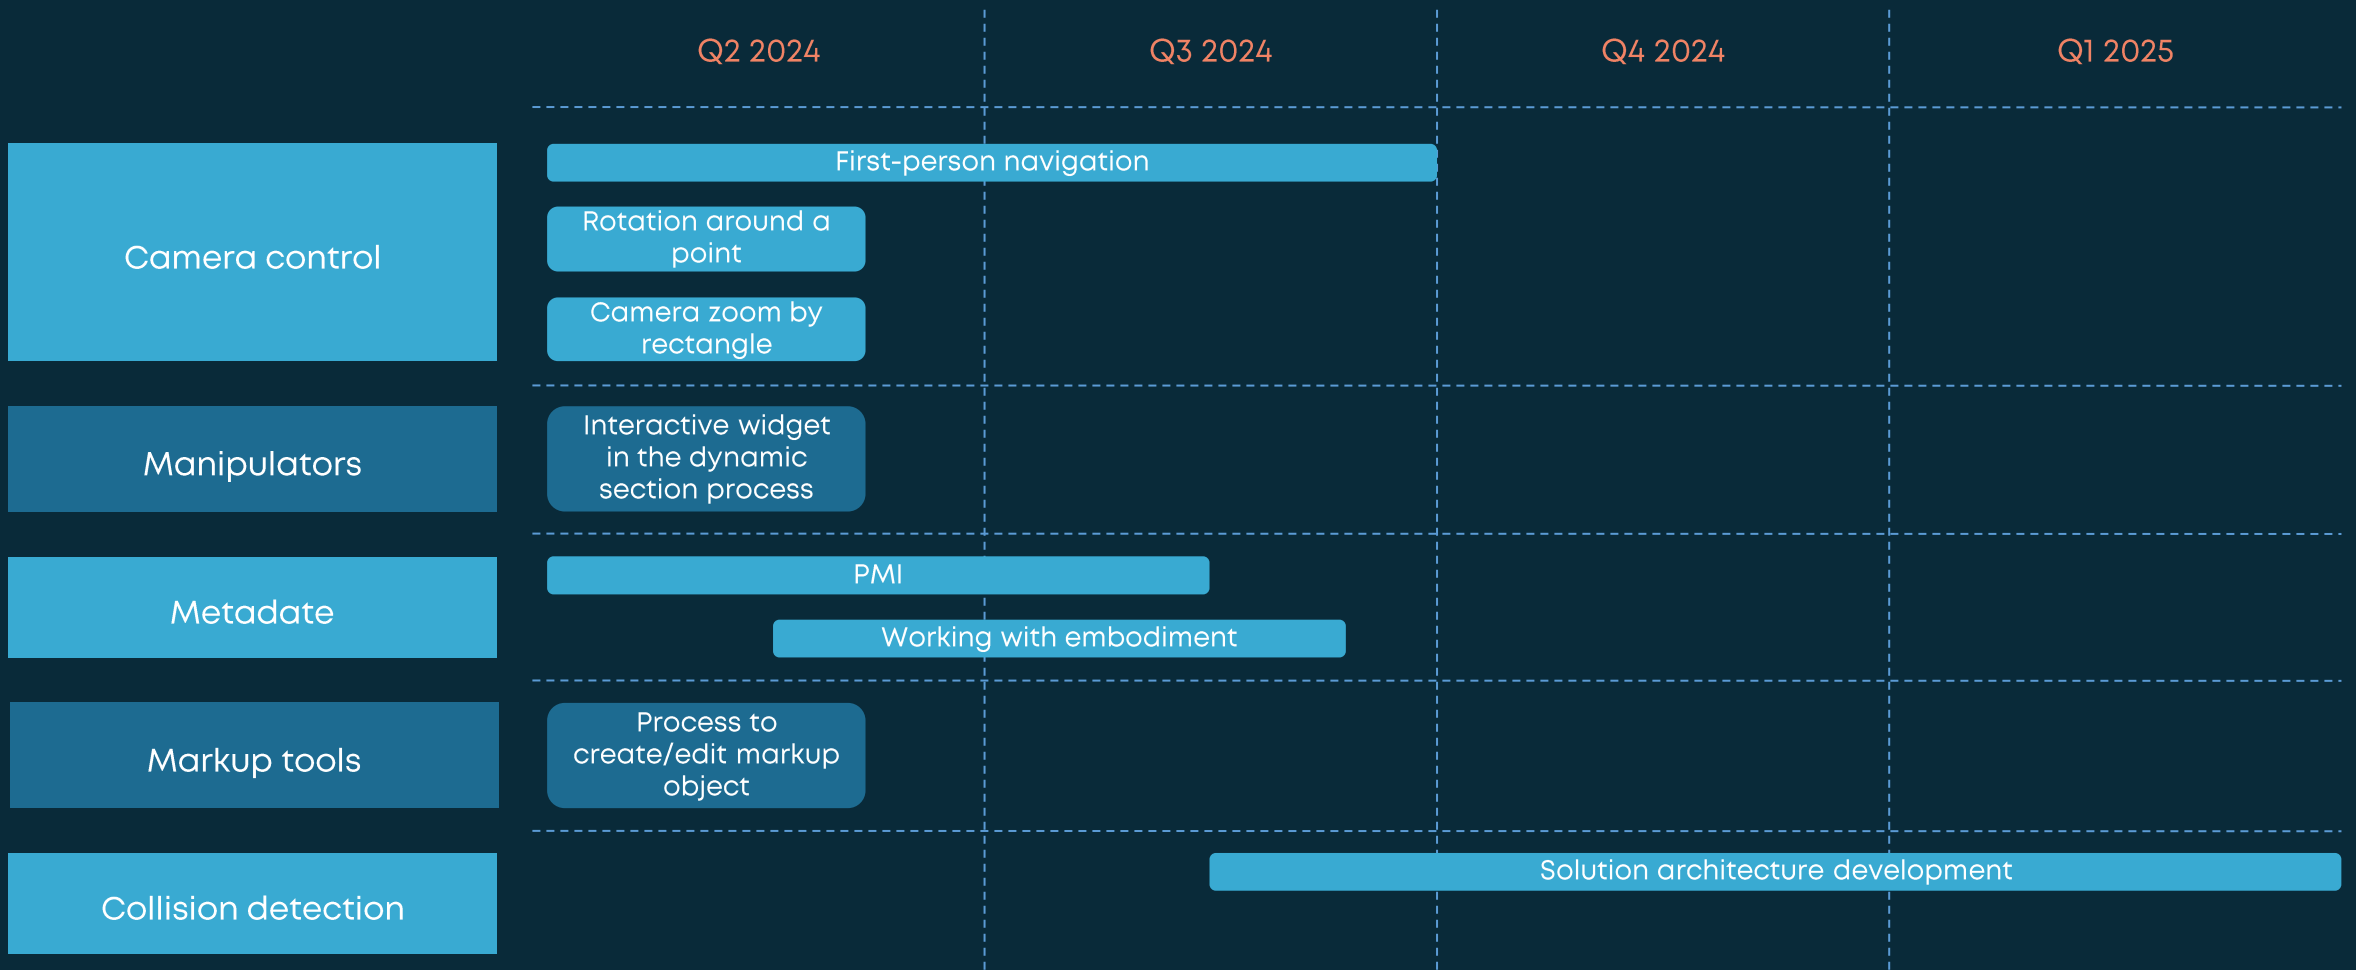 Q2 2024
Q3 2024
Q4 2024
Q1 2025
Camera control
First-person navigation
Rotation around a
point
Camera zoom by
rectangle
Manipulators
Interactive widget
in the dynamic
section process
Metadate
PMI
Working with embodiment
Markup tools
Process to
create/edit markup
object
Collision detection
Solution architecture development